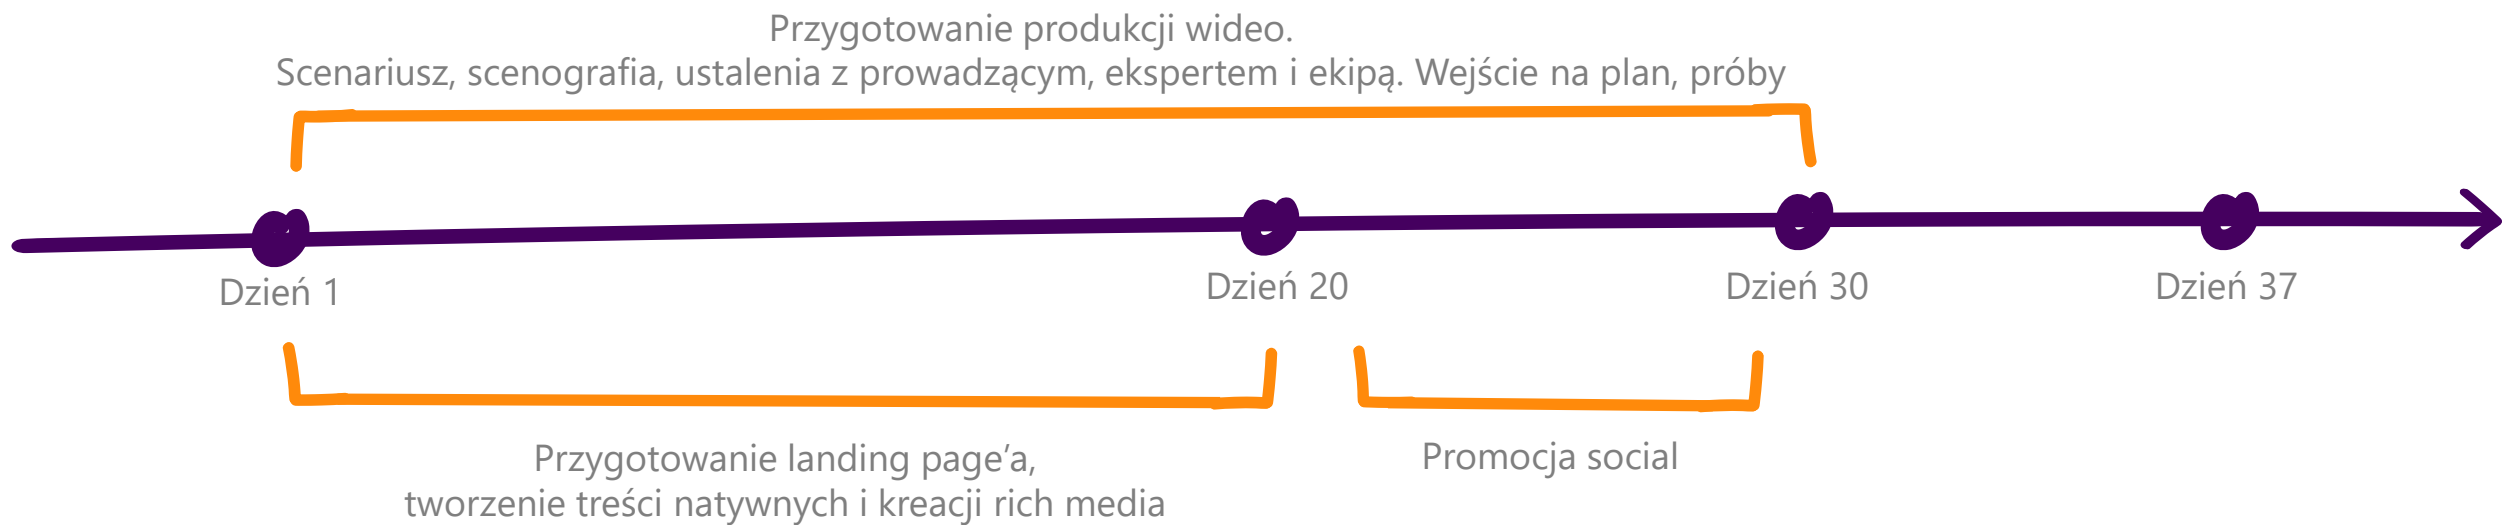 Przygotowanie produkcji wideo.
Scenariusz, scenografia, ustalenia z prowadzącym, ekspertem i ekipą. Wejście na plan, próby
Dzień 1
Dzień 20
Dzień 30
Dzień 37
Przygotowanie landing page’a,
tworzenie treści natywnych i kreacji rich media
Promocja social